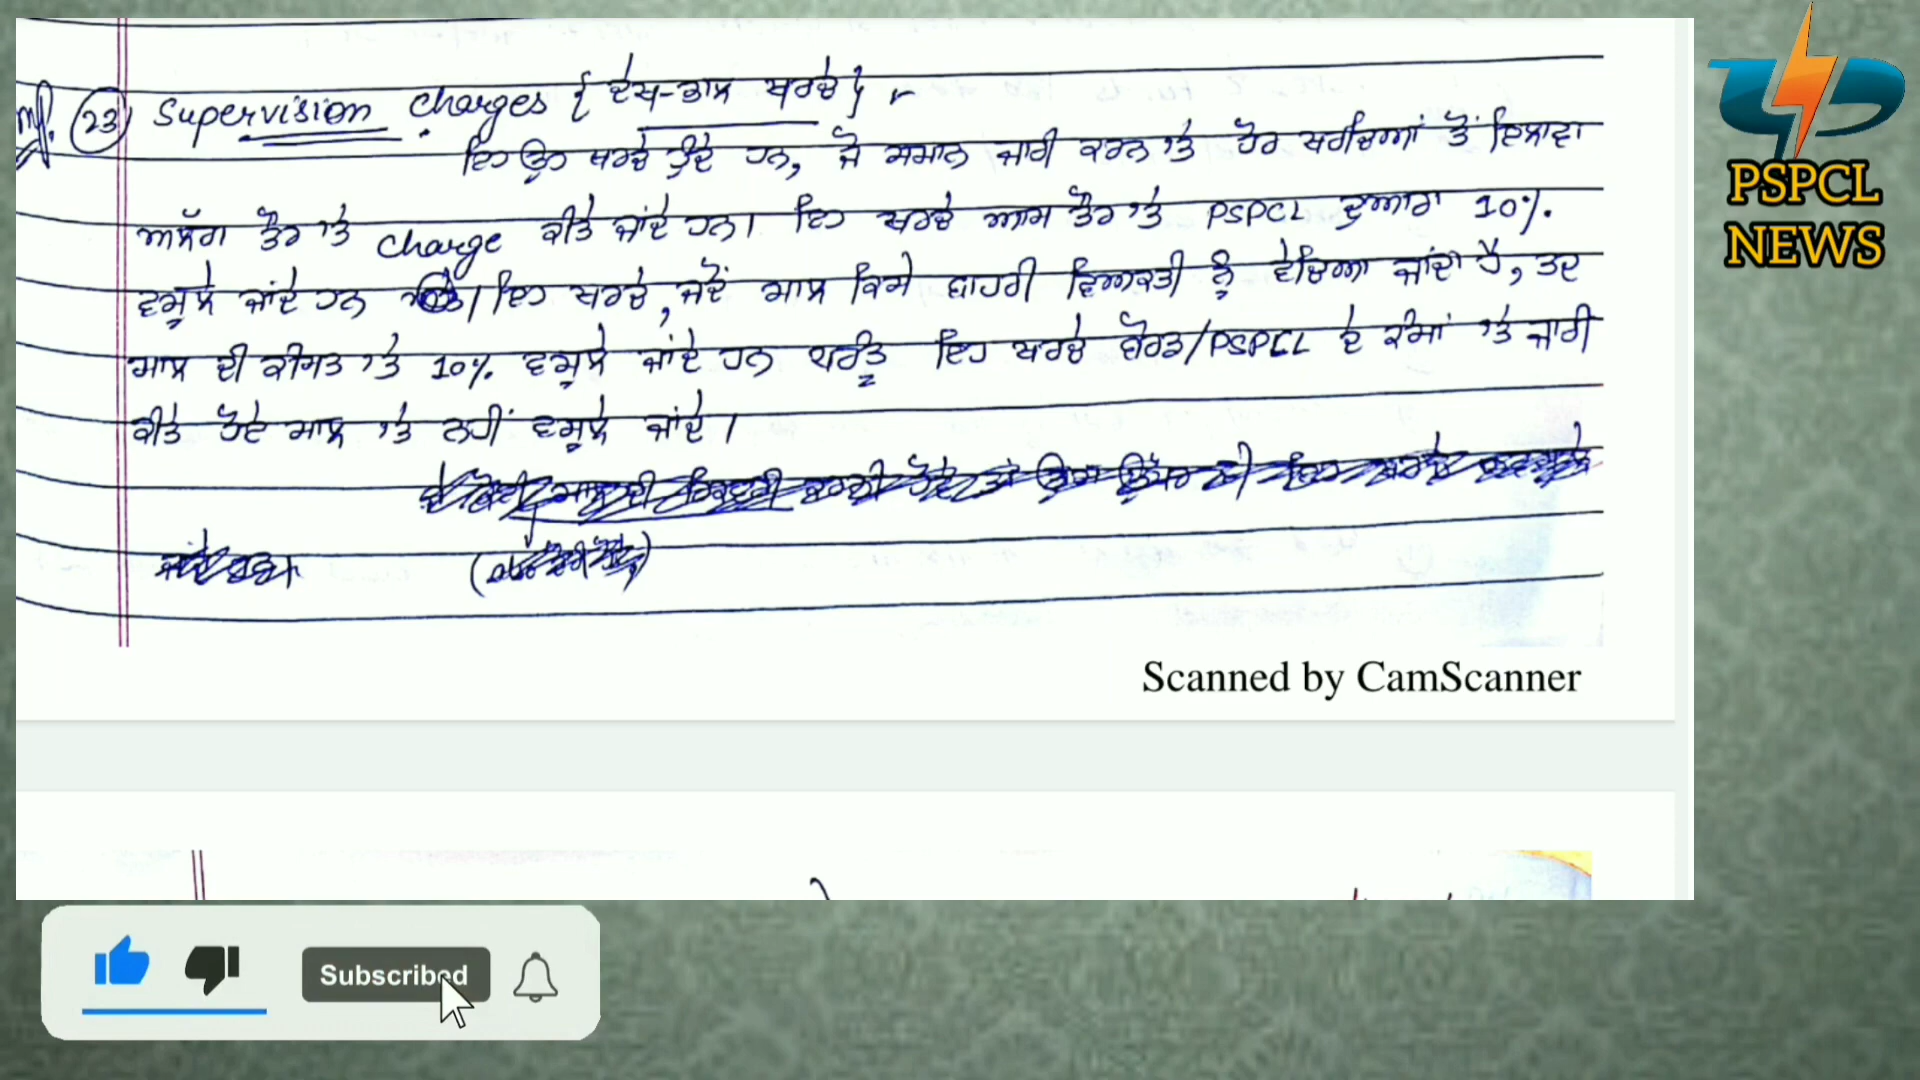 (23) Supervision Charges { ਦੇਖ-ਭਾਲ ਖਰਚੇ } :-
ਇਹ ਉਹ ਖਰਚੇ ਹੁੰਦੇ ਹਨ, ਜੋ ਸਮਾਨ ਜਾਰੀ ਕਰਨ 'ਤੇ ਹੋਰ ਖਰਚਿਆਂ ਤੋਂ ਇਲਾਵਾ
ਅਲੱਗ ਤੌਰ 'ਤੇ Charge ਕੀਤੇ ਜਾਂਦੇ ਹਨ। ਇਹ ਖਰਚੇ ਆਮ ਤੌਰ 'ਤੇ PSPCL ਦੁਆਰਾ 10%.
ਵਸੂਲੇ ਜਾਂਦੇ ਹਨ । ਇਹ ਖਰਚੇ, ਜਦੋਂ ਮਾਲ ਕਿਸੇ ਬਾਹਰੀ ਵਿਅਕਤੀ ਨੂੰ ਵੇਚਿਆ ਜਾਂਦਾ ਹੈ, ਤਦ
ਮਾਲ ਦੀ ਕੀਮਤ 'ਤੇ 10%. ਵਸੂਲੇ ਜਾਂਦੇ ਹਨ ਪਰੰਤੂ ਇਹ ਖਰਚੇ ਬੋਰਡ/PSPCL ਦੇ ਕੰਮਾਂ 'ਤੇ ਜਾਰੀ
ਕੀਤੇ ਹੋਏ ਮਾਲ 'ਤੇ ਨਹੀਂ ਵਸੂਲੇ ਜਾਂਦੇ।
Scanned by CamScanner
PSPCL
NEWS
Subscribed